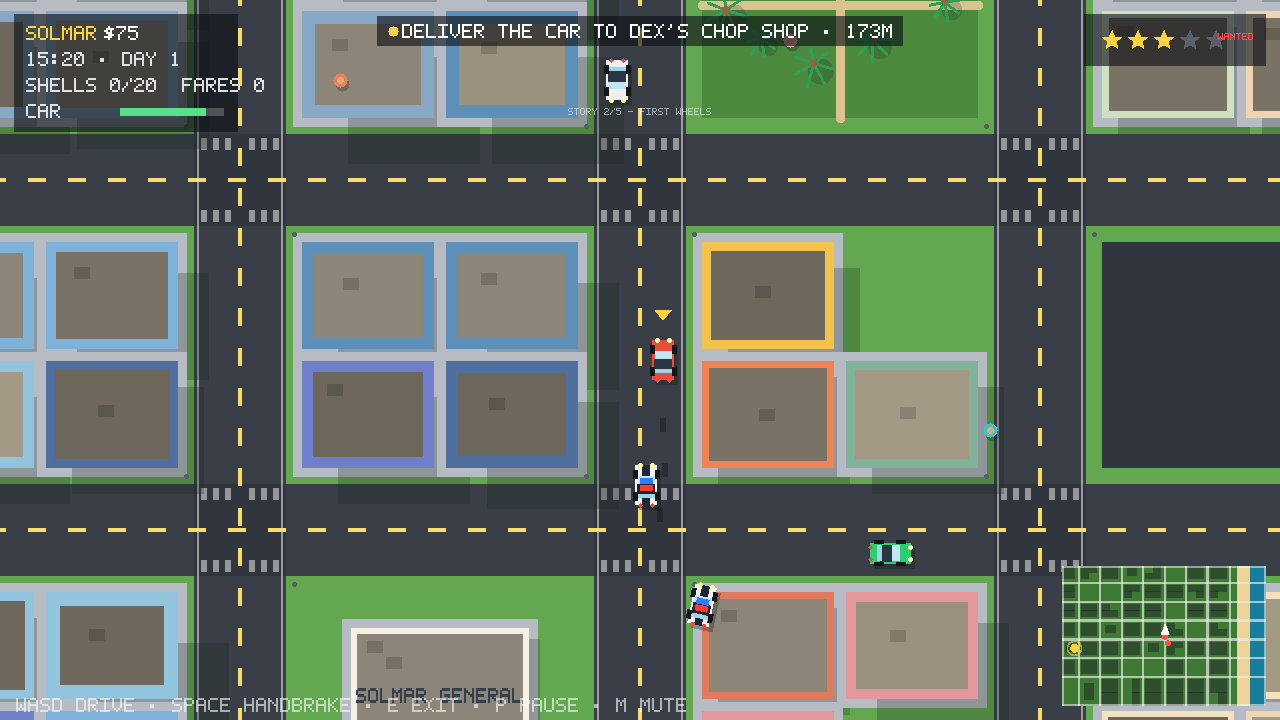 SOLMAR $75
15:20 · DAY 1
SHELLS 0/20 FARES 0
CAR
DELIVER THE CAR TO DEX'S CHOP SHOP · 173M
STORY 2/5 - FIRST WHEELS
WANTED
SOLMAR GENERAL
WASD DRIVE · SPACE HANDBRAKE · E EXIT · P PAUSE · M MUTE